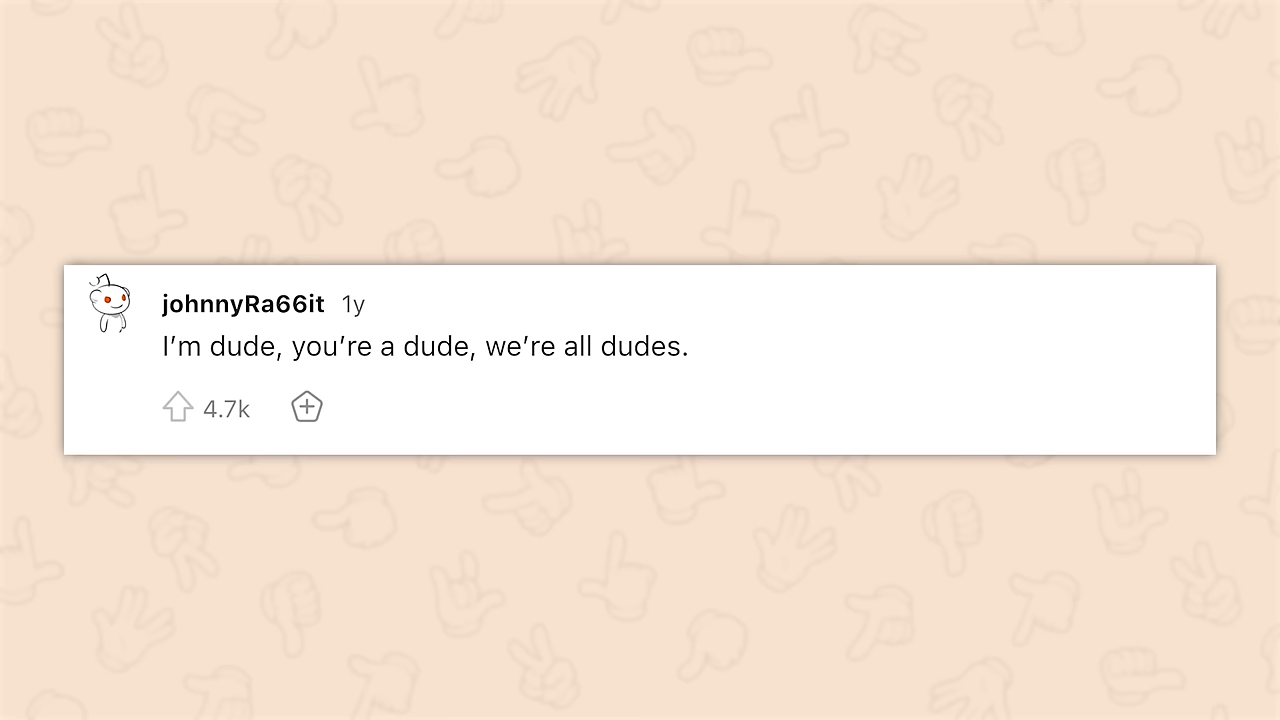 johnnyRa66it 1y
I’m dude, you’re a dude, we’re all dudes.
4.7k